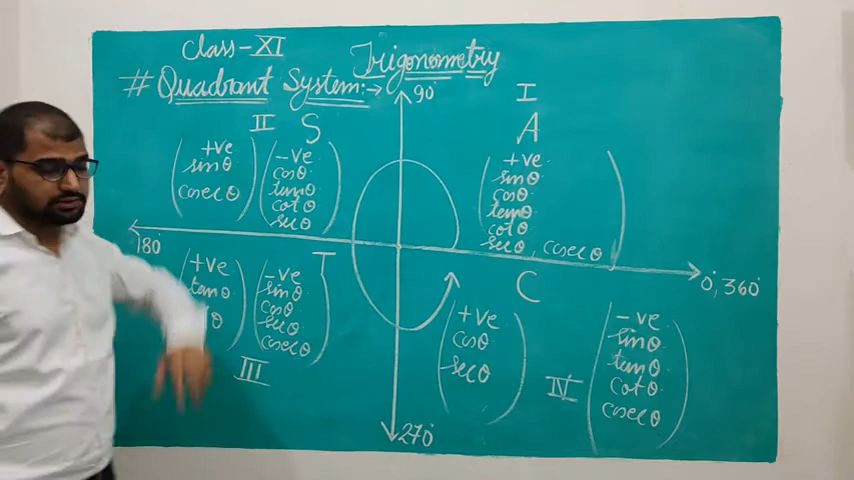 Class-XI
Trigonometry
# Quadrant System:→
90°
I
A
+ve
sinθ
cosθ
tanθ
cotθ
secθ, cosecθ
II S
+ve
sinθ
cosecθ
-ve
cosθ
tanθ
cotθ
secθ
180
0°, 360°
T
+ve
tanθ
θ
-ve
sinθ
cosθ
secθ
cosecθ
III
C
+ve
cosθ
secθ
IV
-ve
sinθ
tanθ
cotθ
cosecθ
270°